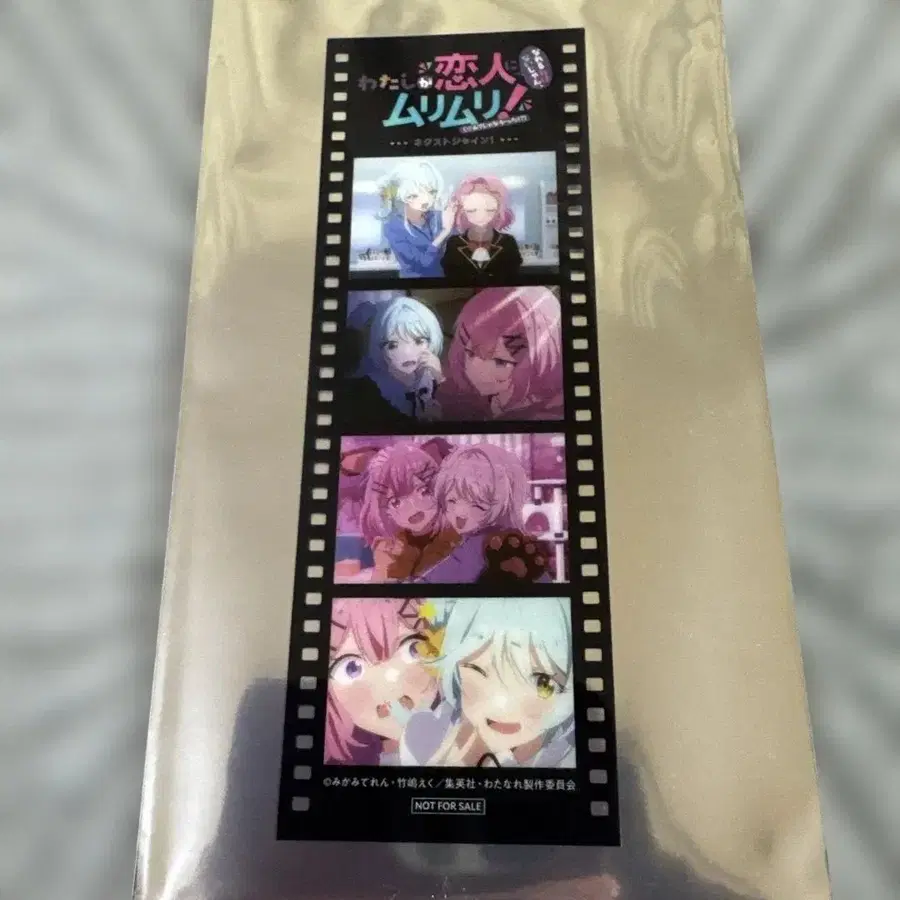 わたしが恋人に
なれるわけないじゃん、
ムリムリ!
(※ムリじゃなかった!?)
ネクストシャイン!
©みかみてれん・竹嶋えく/集英社・わたなれ製作委員会
NOT FOR SALE